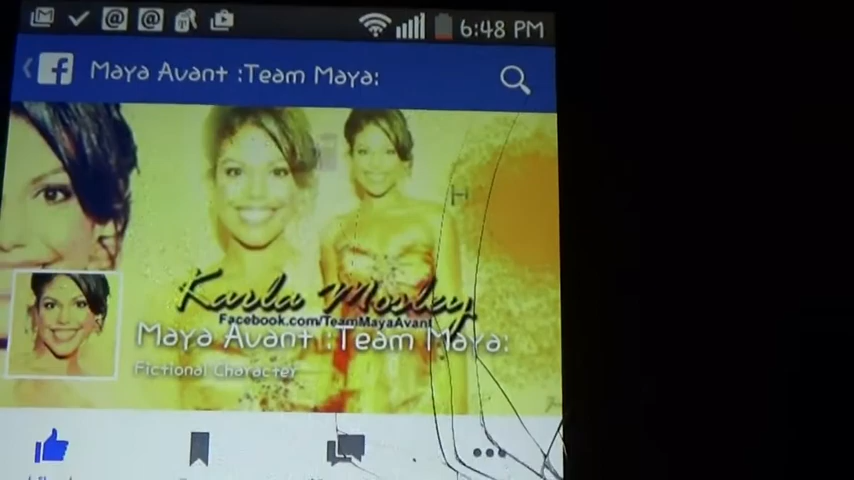 6:48 PM
Maya Avant :Team Maya:
Karla Mosley
Facebook.com/TeamMayaAvant
Maya Avant :Team Maya:
Fictional Character